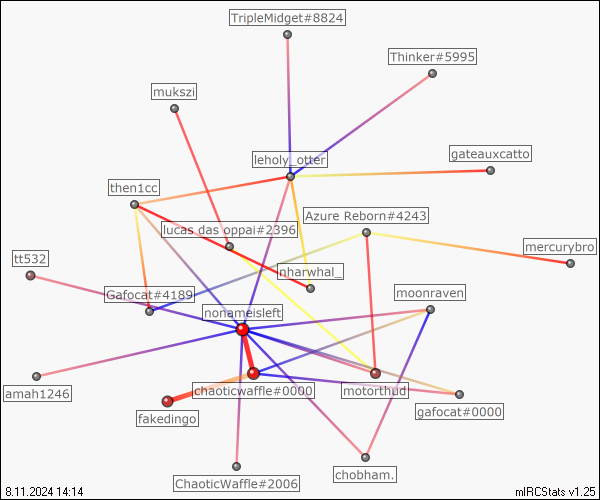 TripleMidget#8824
Thinker#5995
mukszi
leholy_otter
gateauxcatto
then1cc
Azure Reborn#4243
lucas das oppai#2396
mercurybro
tt532
nharwhal_
Gafocat#4189
moonraven
nonameisleft
amah1246
chaoticwaffle#0000
motorthud
gafocat#0000
fakedingo
chobham.
ChaoticWaffle#2006
8.11.2024 14:14
mIRCStats v1.25